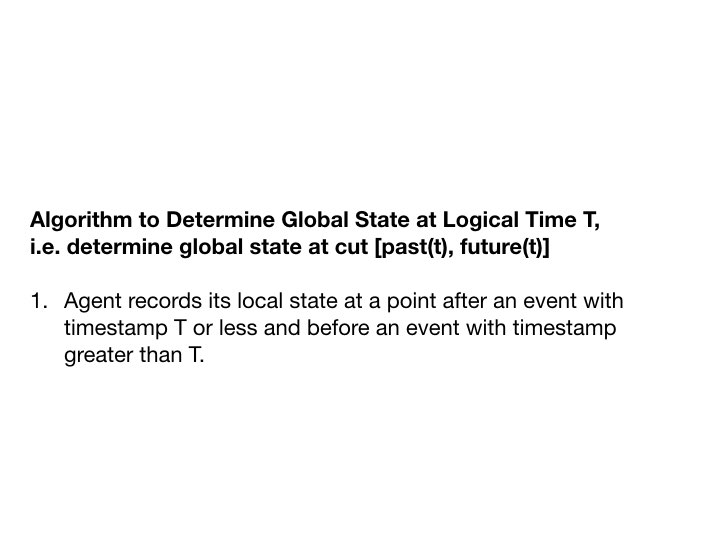 Algorithm to Determine Global State at Logical Time T,
i.e. determine global state at cut [past(t), future(t)]
1. Agent records its local state at a point after an event with
timestamp T or less and before an event with timestamp
greater than T.